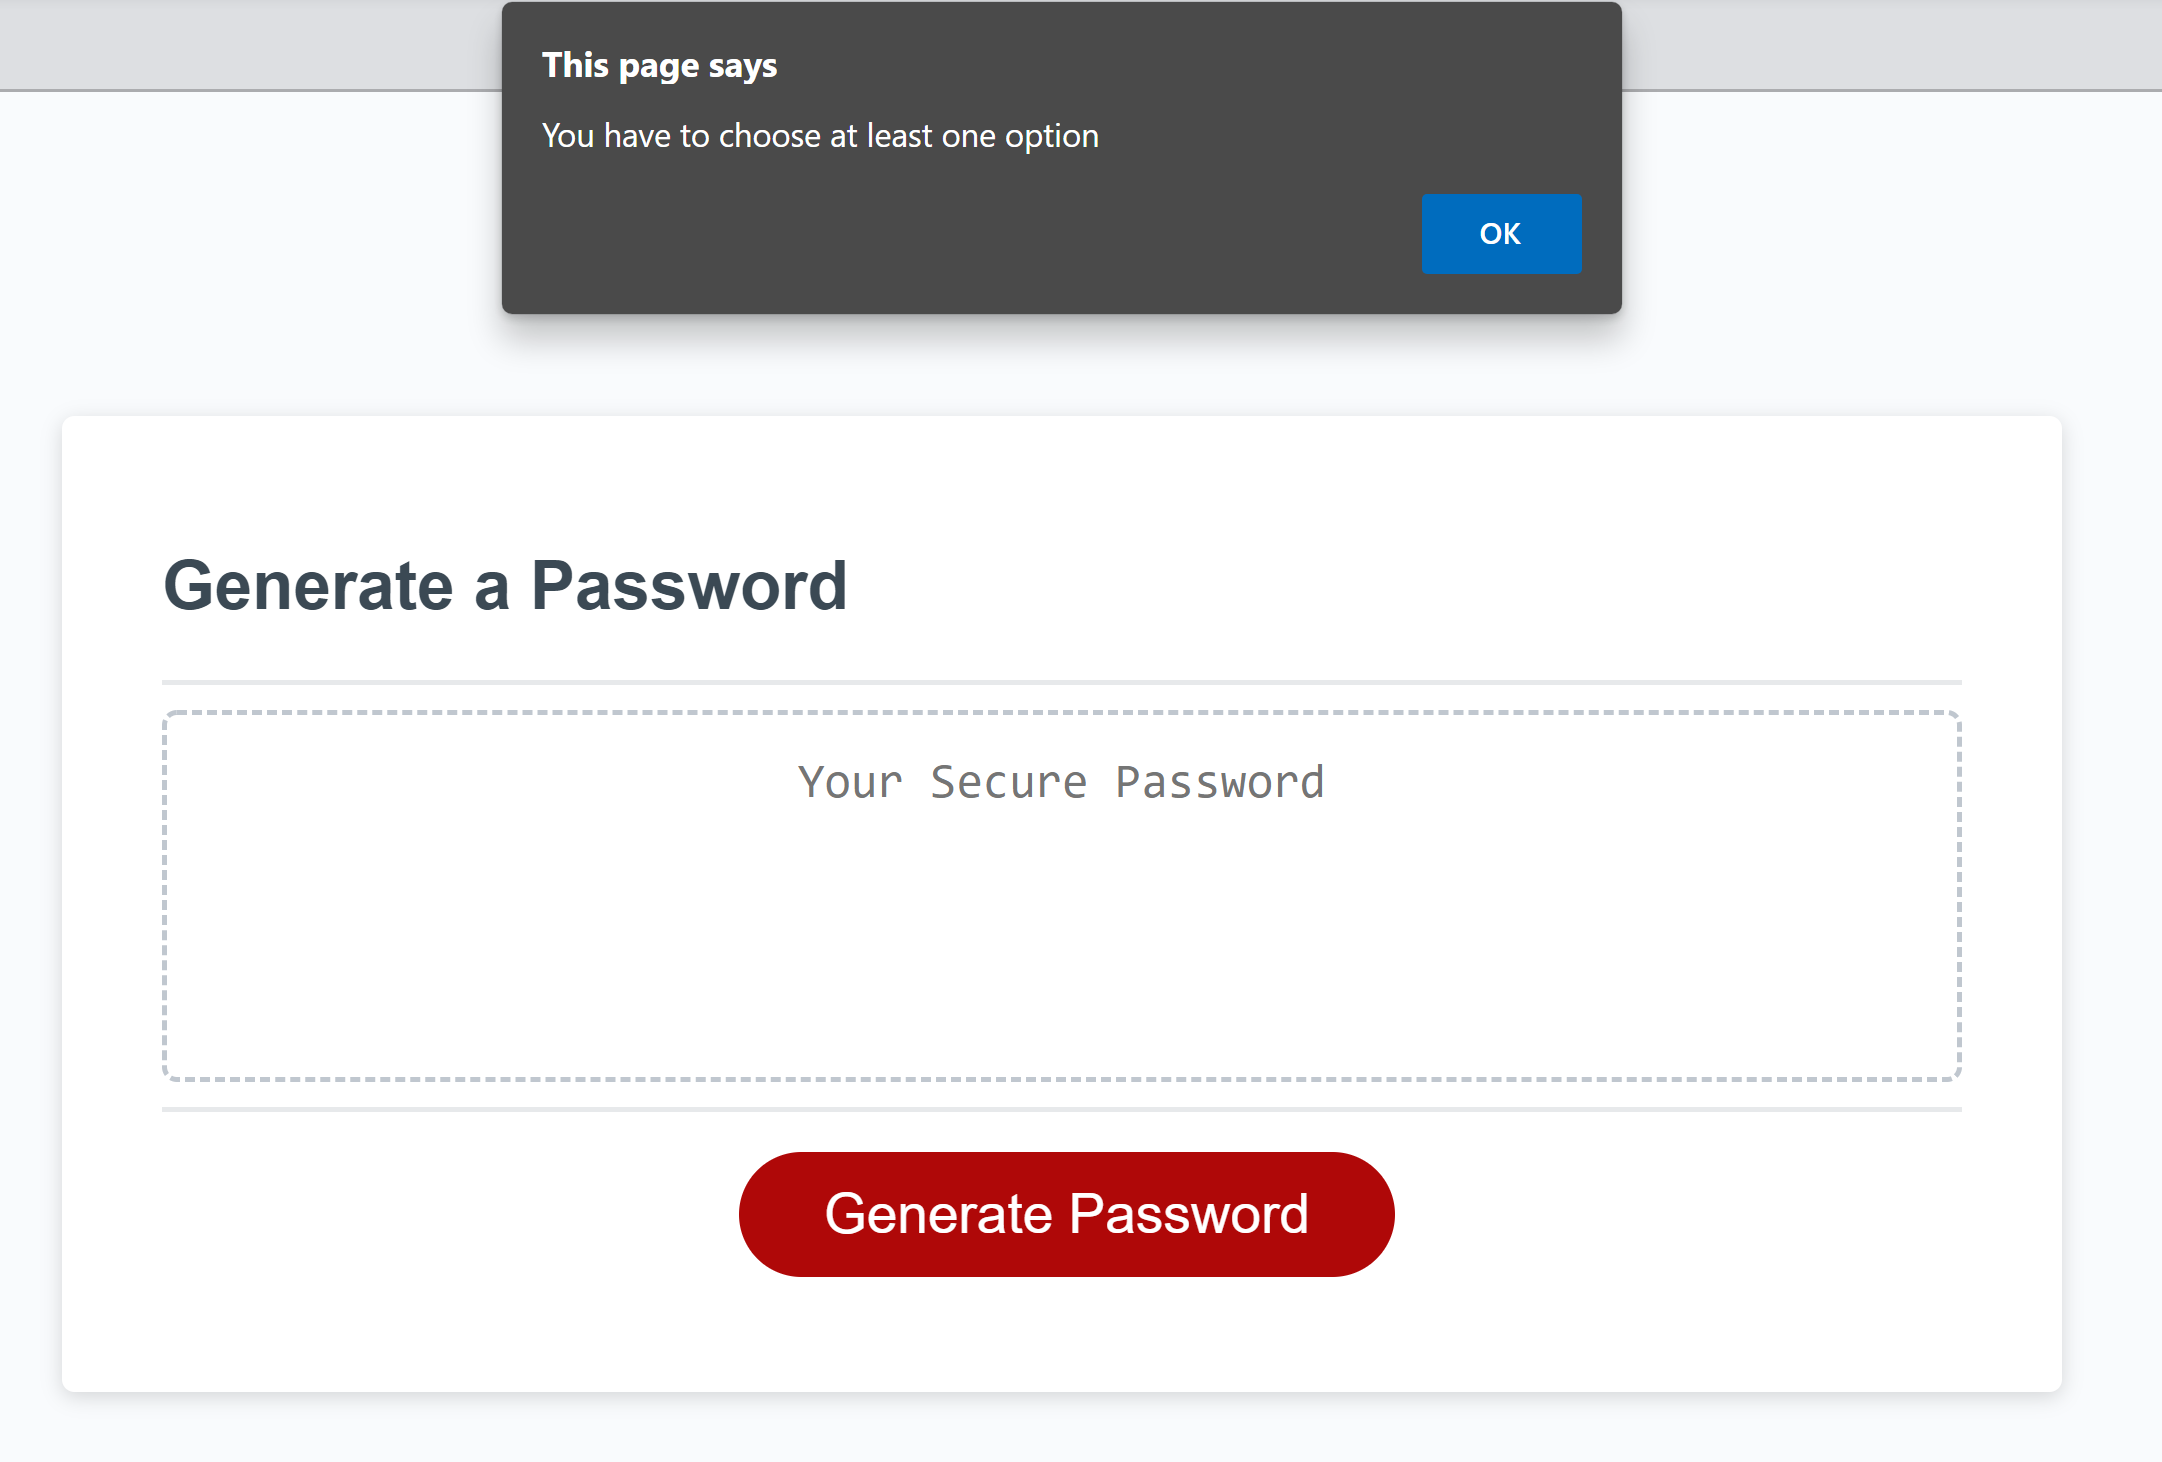 This page says
You have to choose at least one option
OK
Generate a Password
Your Secure Password
Generate Password